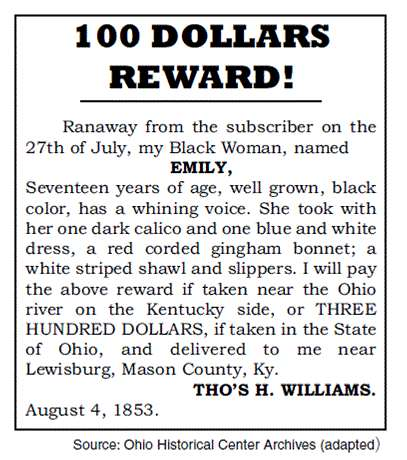 100 DOLLARS
REWARD!
Ranaway from the subscriber on the
27th of July, my Black Woman, named
EMILY,
Seventeen years of age, well grown, black
color, has a whining voice. She took with
her one dark calico and one blue and white
dress, a red corded gingham bonnet; a
white striped shawl and slippers. I will pay
the above reward if taken near the Ohio
river on the Kentucky side, or THREE
HUNDRED DOLLARS, if taken in the State
of Ohio, and delivered to me near
Lewisburg, Mason County, Ky.
THO'S H. WILLIAMS.
August 4, 1853.
Source: Ohio Historical Center Archives (adapted)